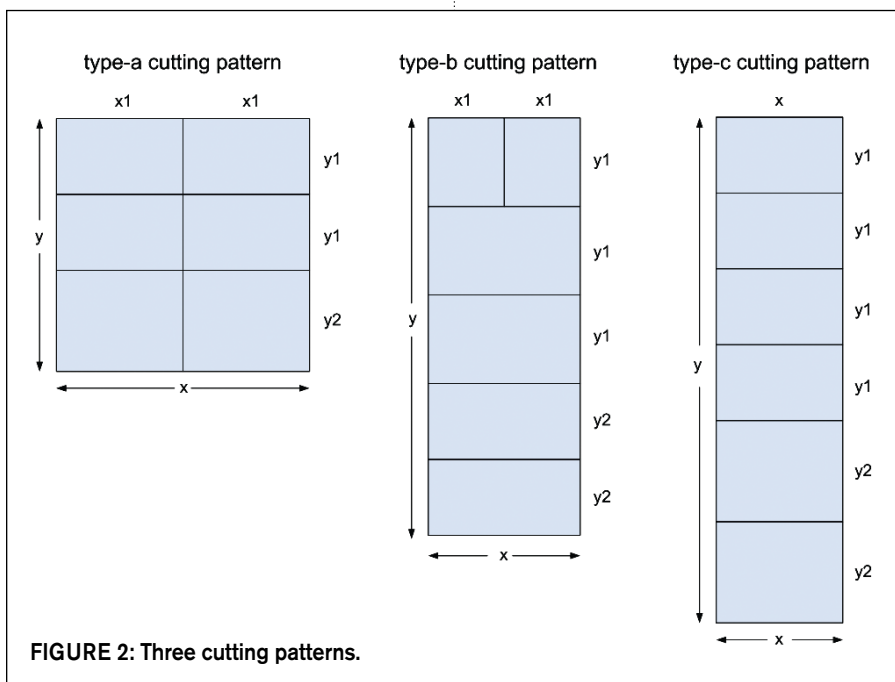 type-a cutting pattern
x1 x1
y
y1
y1
y2
x
type-b cutting pattern
x1 x1
y
y1
y1
y1
y2
y2
x
type-c cutting pattern
x
y
y1
y1
y1
y1
y2
y2
x
FIGURE 2: Three cutting patterns.